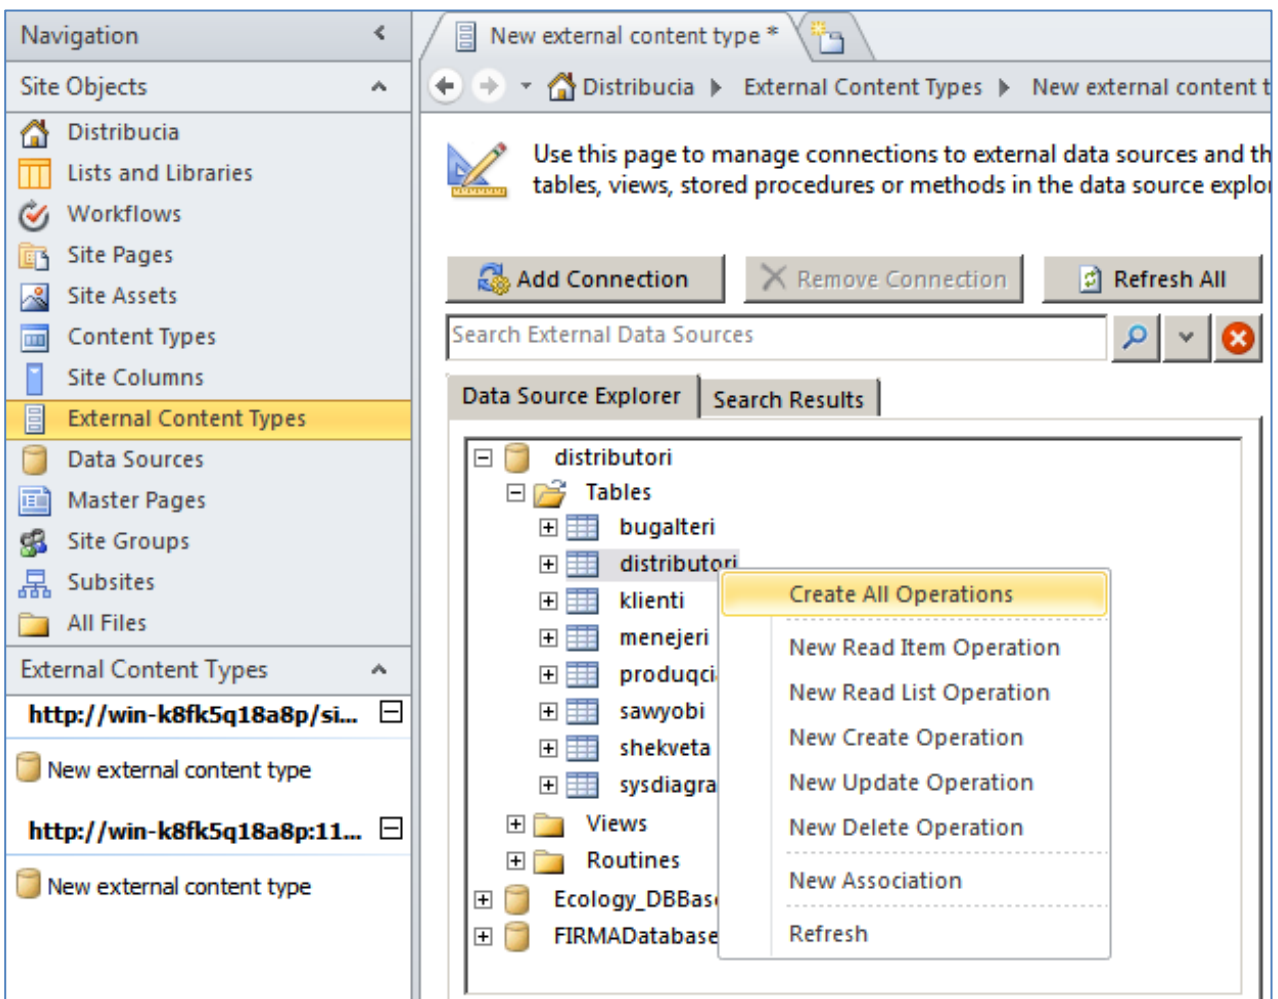 Navigation
Site Objects
Distribucia
Lists and Libraries
Workflows
Site Pages
Site Assets
Content Types
Site Columns
External Content Types
Data Sources
Master Pages
Site Groups
Subsites
All Files
External Content Types
http://win-k8fk5q18a8p/si...
New external content type
http://win-k8fk5q18a8p:11...
New external content type
New external content type *
Distribucia External Content Types New external content t
Use this page to manage connections to external data sources and th
tables, views, stored procedures or methods in the data source explo
Add Connection Remove Connection Refresh All
Search External Data Sources
Data Source Explorer Search Results
distributori
Tables
bugalteri
distributori
klienti
menejeri
produqci
sawyobi
shekveta
sysdiagra
Views
Routines
Ecology_DBBas
FIRMADatabase
Create All Operations
New Read Item Operation
New Read List Operation
New Create Operation
New Update Operation
New Delete Operation
New Association
Refresh